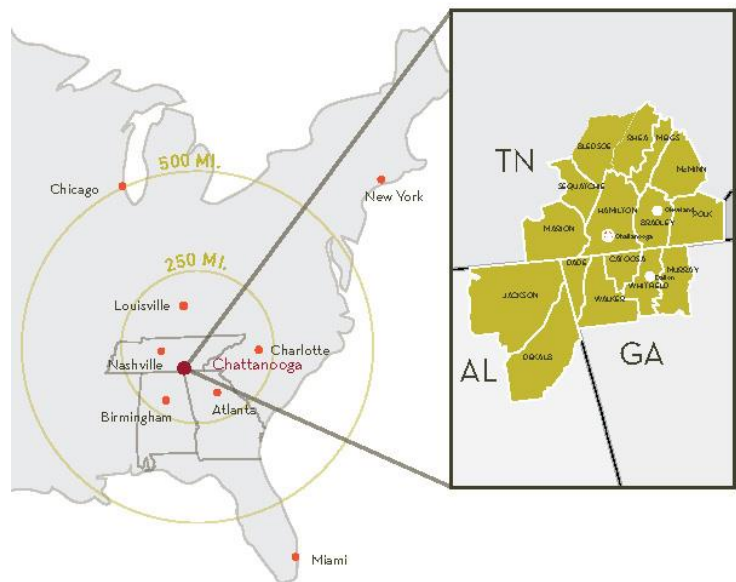 500 MI.
Chicago
New York
250 MI.
Louisville
Nashville
Chattanooga
Charlotte
Birmingham
Atlanta
Miami
TN
BLEDSOE
RHEA
MEIGS
McMINN
SEQUATCHIE
HAMILTON
Cleveland
POLK
BRADLEY
MARION
Chattanooga
DADE
CATOOSA
MURRAY
Dalton
WHITFIELD
JACKSON
WALKER
DEKALB
AL
GA